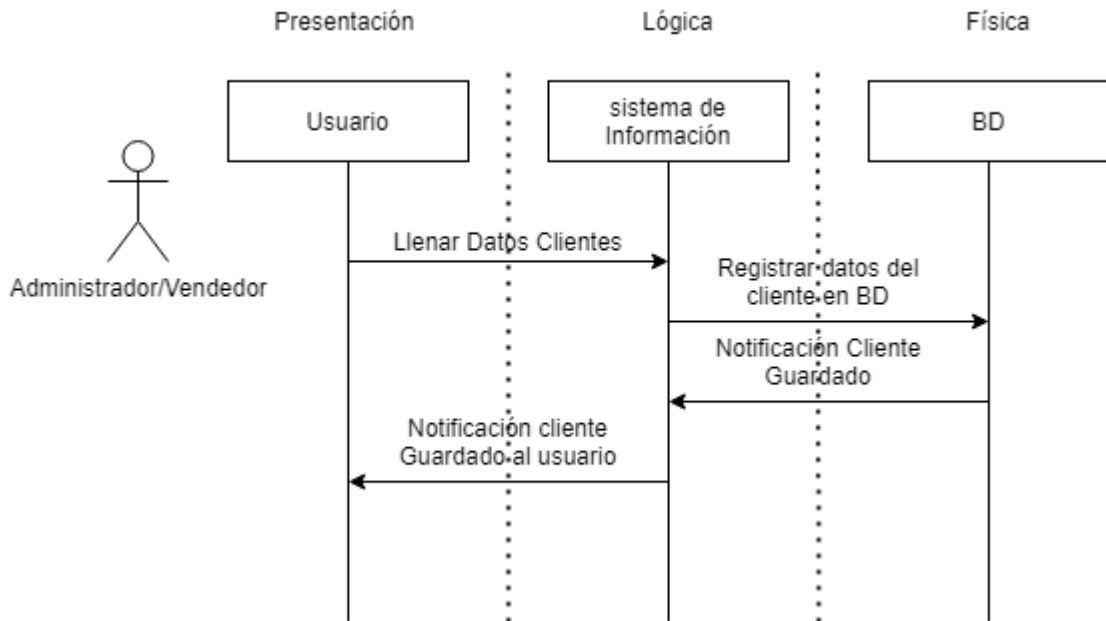 Presentación
Lógica
Física
Usuario
sistema de
Información
BD
Administrador/Vendedor
Llenar Datos Clientes
Registrar datos del
cliente en BD
Notificación Cliente
Guardado
Notificación cliente
Guardado al usuario